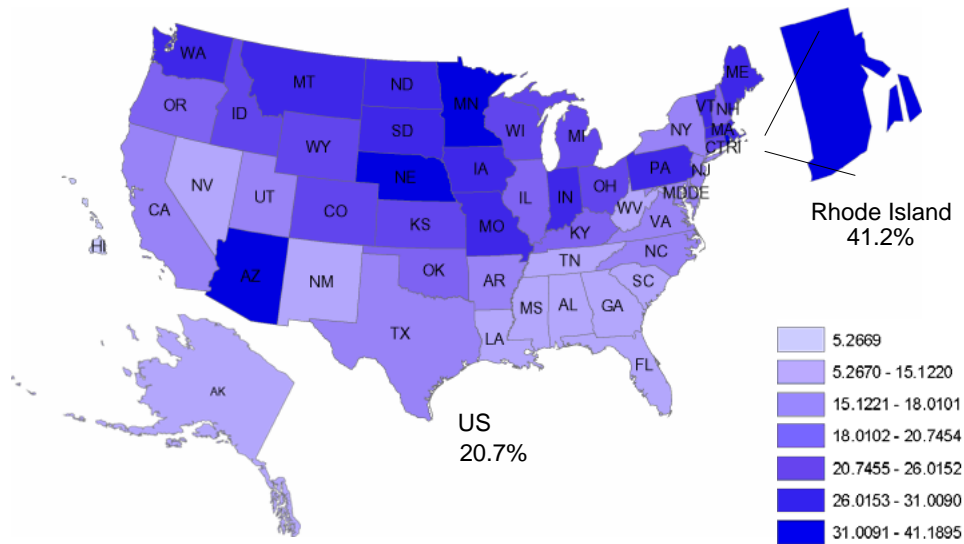 WA
MT
ND
MN
ME
OR
ID
SD
WI
MI
VT
NH
NY
MA
WY
CTRI
NE
IA
PA
NJ
NV
UT
CO
IL
IN
OH
MDDE
WV
CA
KS
MO
KY
VA
HI
AZ
NM
OK
AR
TN
NC
SC
TX
MS
AL
GA
LA
FL
AK
Rhode Island
41.2%
US
20.7%
5.2669
5.2670 - 15.1220
15.1221 - 18.0101
18.0102 - 20.7454
20.7455 - 26.0152
26.0153 - 31.0090
31.0091 - 41.1895